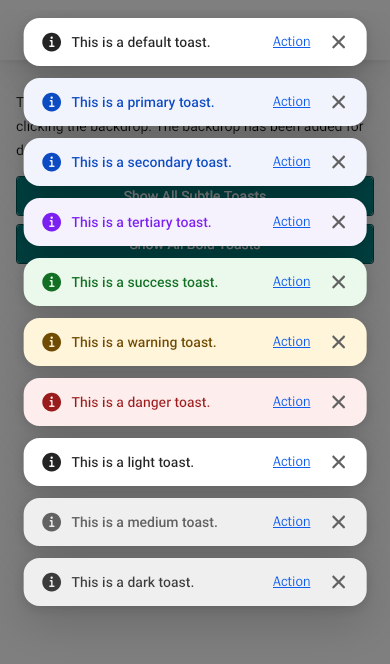 This is a default toast. Action
T
This is a primary toast. Action
clicking the backdrop. The backdrop has been added for
d
This is a secondary toast. Action
Show All Subtle Toasts
This is a tertiary toast. Action
Show All Bold Toasts
This is a success toast. Action
This is a warning toast. Action
This is a danger toast. Action
This is a light toast. Action
This is a medium toast. Action
This is a dark toast. Action